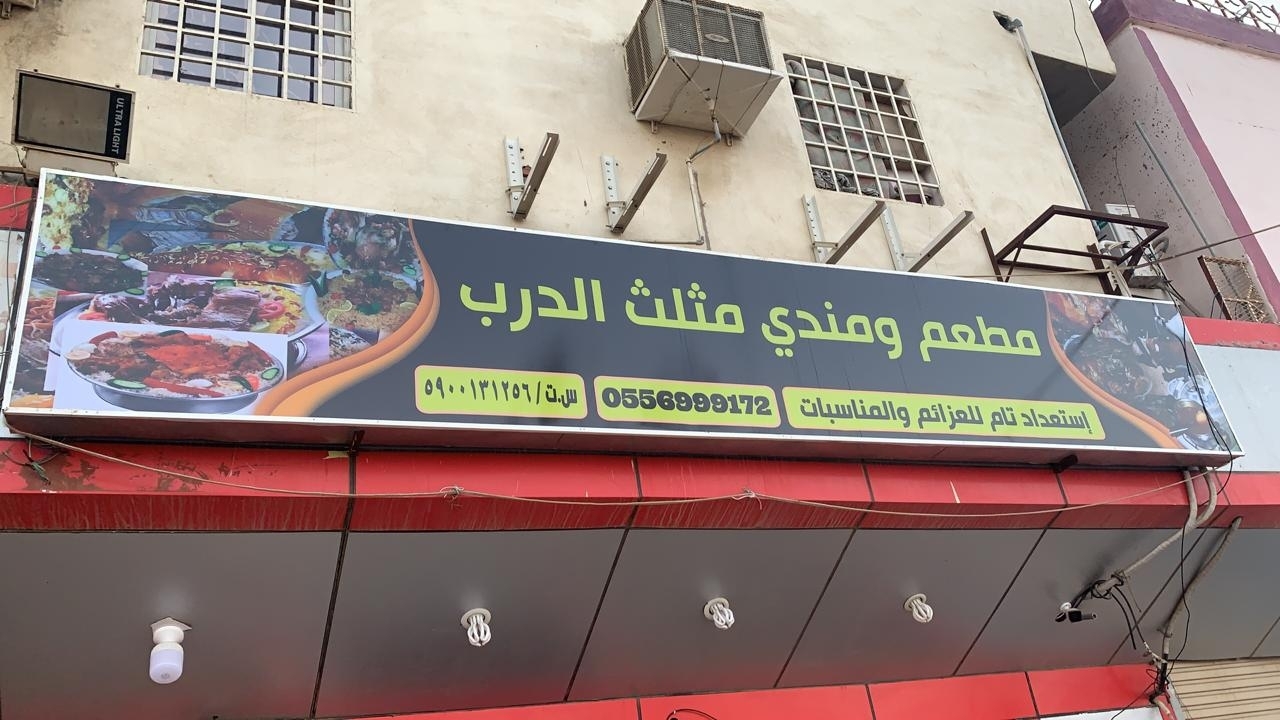 مطعم ومندي مثلث الدرب
إستعداد تام للعزائم والمناسبات
0556999172
س.ت/ ٥٩٠٠١٣١٢٥٦
ULTRA LIGHT